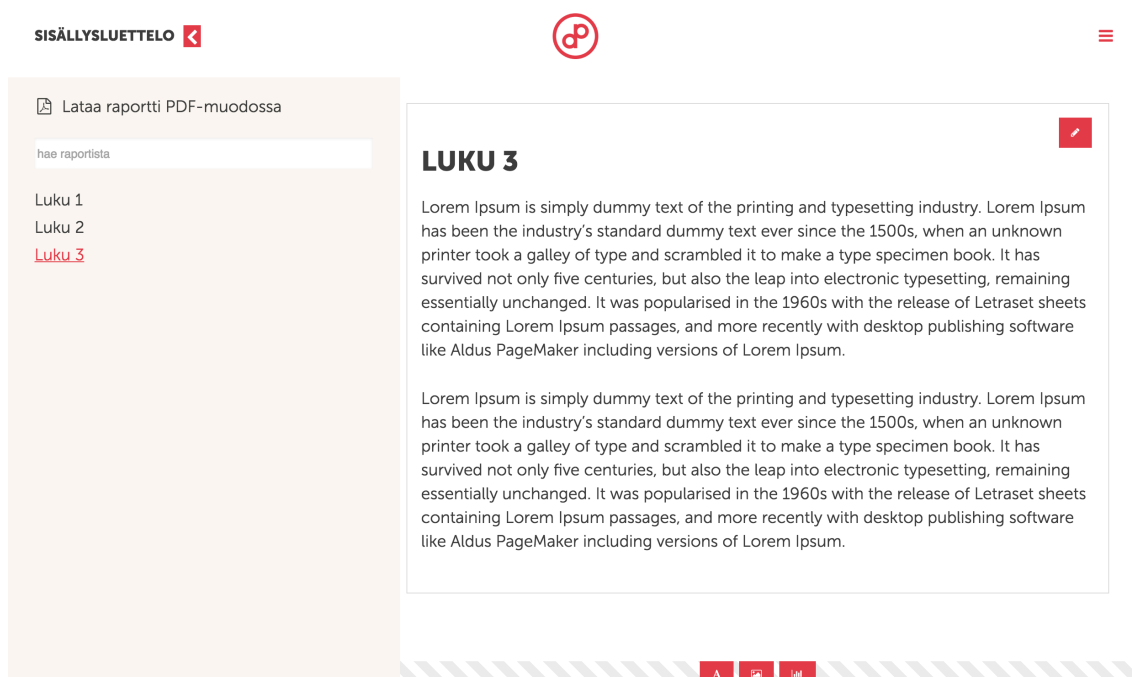 SISÄLLYSLUETTELO
Lataa raportti PDF-muodossa
hae raportista
Luku 1
Luku 2
Luku 3
LUKU 3
Lorem Ipsum is simply dummy text of the printing and typesetting industry. Lorem Ipsum
has been the industry’s standard dummy text ever since the 1500s, when an unknown
printer took a galley of type and scrambled it to make a type specimen book. It has
survived not only five centuries, but also the leap into electronic typesetting, remaining
essentially unchanged. It was popularised in the 1960s with the release of Letraset sheets
containing Lorem Ipsum passages, and more recently with desktop publishing software
like Aldus PageMaker including versions of Lorem Ipsum.
Lorem Ipsum is simply dummy text of the printing and typesetting industry. Lorem Ipsum
has been the industry’s standard dummy text ever since the 1500s, when an unknown
printer took a galley of type and scrambled it to make a type specimen book. It has
survived not only five centuries, but also the leap into electronic typesetting, remaining
essentially unchanged. It was popularised in the 1960s with the release of Letraset sheets
containing Lorem Ipsum passages, and more recently with desktop publishing software
like Aldus PageMaker including versions of Lorem Ipsum.
A